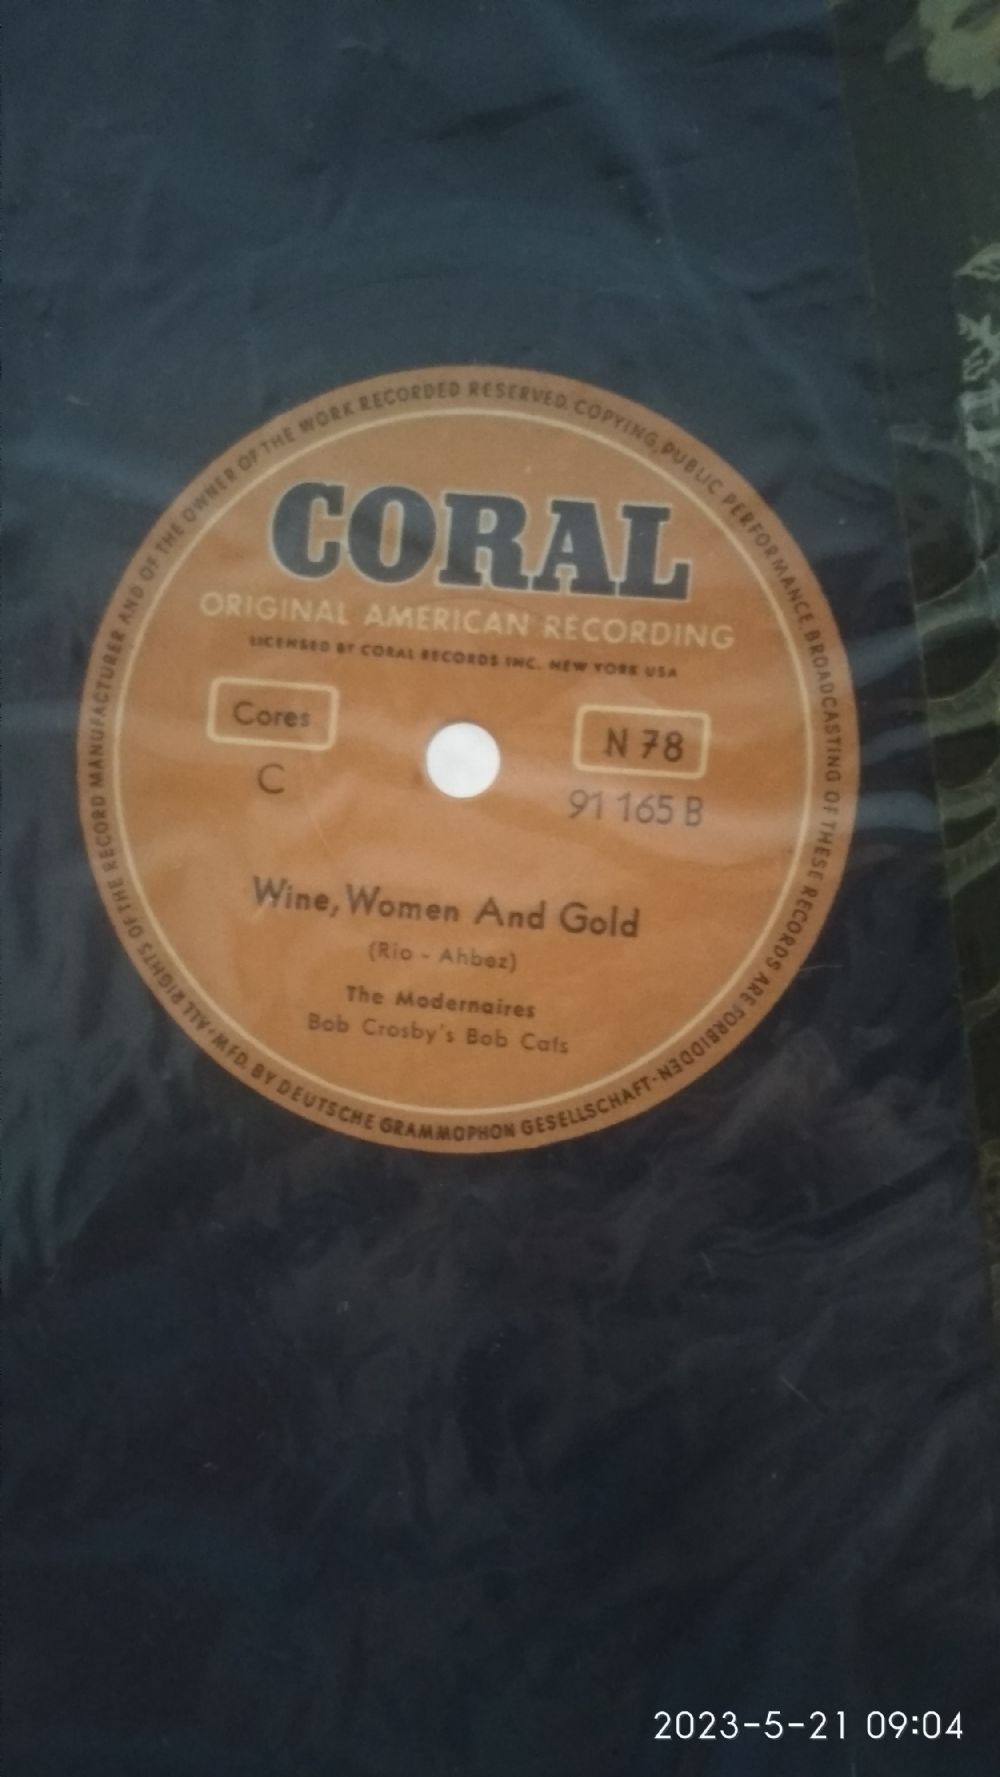 CORAL
ORIGINAL AMERICAN RECORDING
LICENSED BY CORAL RECORDS INC. NEW YORK USA
Cores
N 78
C
91 165 B
Wine, Women And Gold
(Rio - Ahbez)
The Modernaires
Bob Crosby's Bob Cats
MFD. BY DEUTSCHE GRAMMOPHON GESELLSCHAFT · ALL RIGHTS OF THE RECORD MANUFACTURER AND OF THE OWNER OF THE WORK RECORDED RESERVED. COPYING, PUBLIC PERFORMANCE BROADCASTING OF THESE RECORDS ARE FORBIDDEN
2023-5-21 09:04